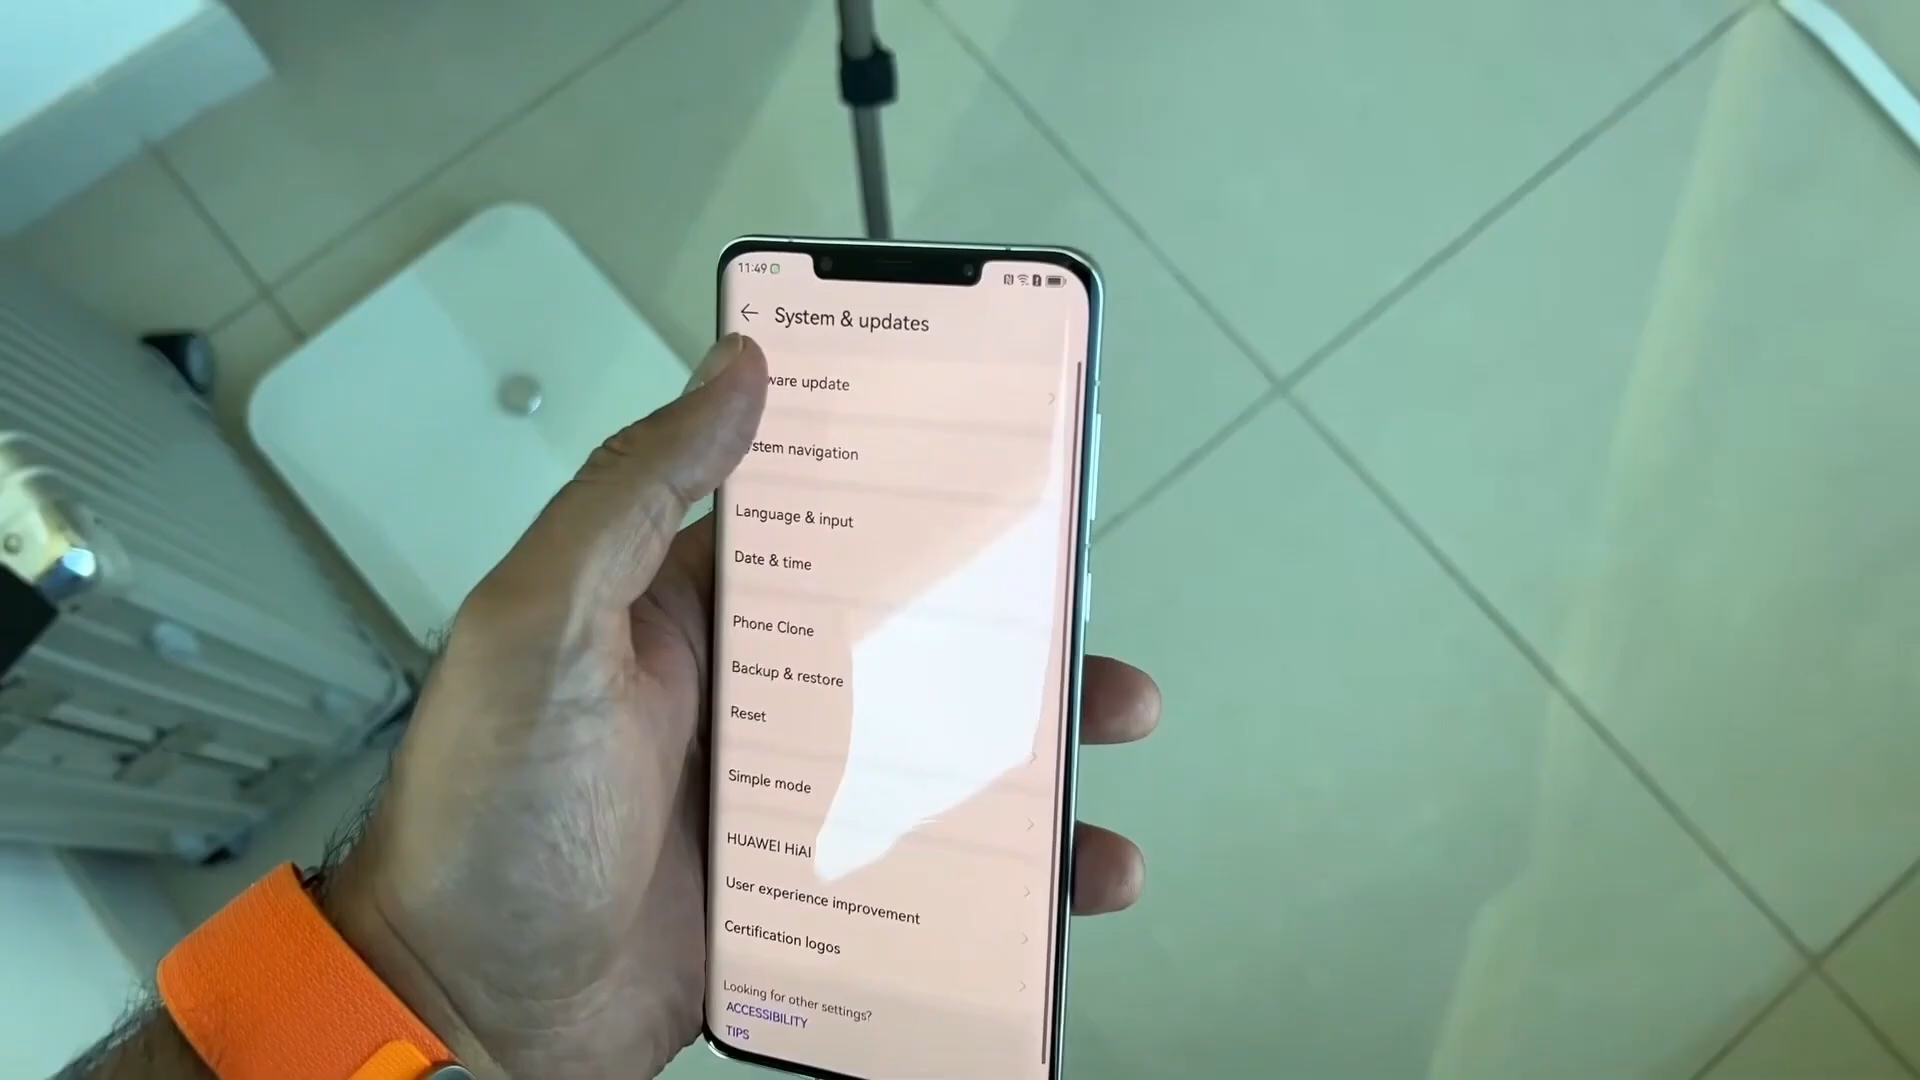 11:49
System & updates
ware update
stem navigation
Language & input
Date & time
Phone Clone
Backup & restore
Reset
Simple mode
HUAWEI HiAI
User experience improvement
Certification logos
Looking for other settings?
ACCESSIBILITY
TIPS